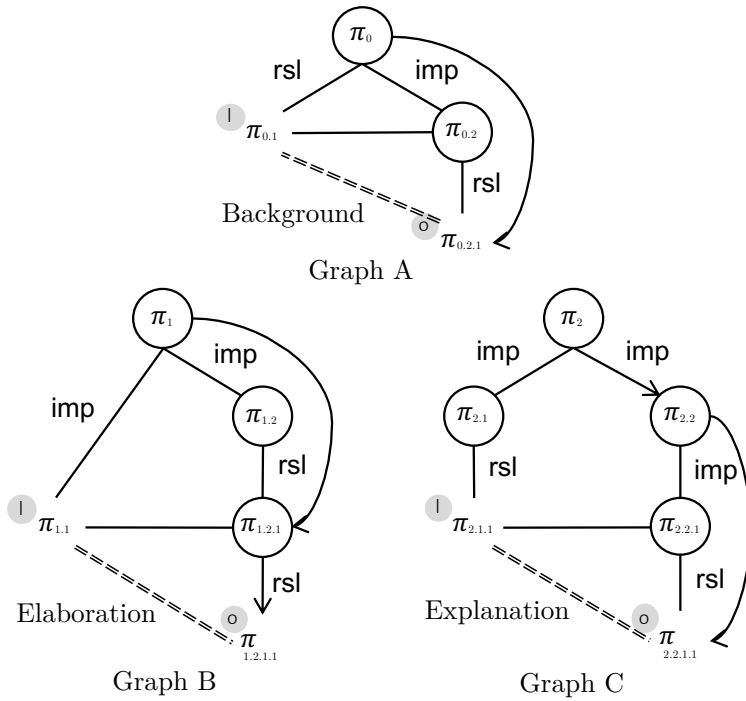 π₀
rsl imp
l π₀.₁ π₀.₂
rsl
Background
o π₀.₂.₁
Graph A
π₁ π₂
imp imp imp
imp π₁.₂ π₂.₁ π₂.₂
rsl rsl imp
l π₁.₁ π₁.₂.₁ l π₂.₁.₁ π₂.₂.₁
rsl rsl
Elaboration o Explanation o
π₁.₂.₁.₁ π₂.₂.₁.₁
Graph B Graph C